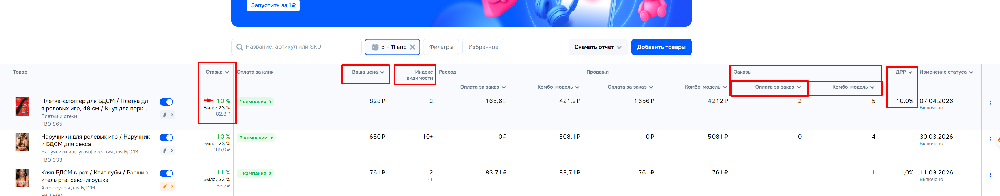 Запустить за 1 ₽
Название, артикул или SKU
5 – 11 апр
Фильтры
Избранное
Скачать отчёт
Добавить товары
Товар
Ставка
Оплата за клик
Ваша цена
Индекс
видимости
Расход
Продажи
Заказы
ДРР
Изменение статуса
Оплата за заказ
Комбо-модель
Оплата за заказ
Комбо-модель
Оплата за заказ
Комбо-модель
Плетка-флоггер для БДСМ / Плетка дл
я ролевых игр, 49 см / Кнут для порк...
Плетки и стеки
FBO 865
10 %
Было: 23 %
82,8 ₽
1 кампания
828 ₽
2
165,6 ₽
421,2 ₽
1 656 ₽
4 212 ₽
2
5
10,0%
07.04.2026
Включено
Наручники для ролевых игр / Наручник
и БДСМ для секса
Наручники и другая фиксация для БДСМ
FBO 933
10 %
Было: 23 %
165,0 ₽
2 кампании
1 650 ₽
10+
0 ₽
508,1 ₽
0 ₽
5 081 ₽
0
4
–
30.03.2026
Включено
Кляп БДСМ в рот / Кляп губы / Расшир
итель рта, секс-игрушка
Аксессуары для БДСМ
FBO 960
11 %
Было: 23 %
83,7 ₽
1 кампания
761 ₽
2
-1
83,71 ₽
83,71 ₽
761 ₽
761 ₽
1
1
11,0%
11.03.2026
Включено